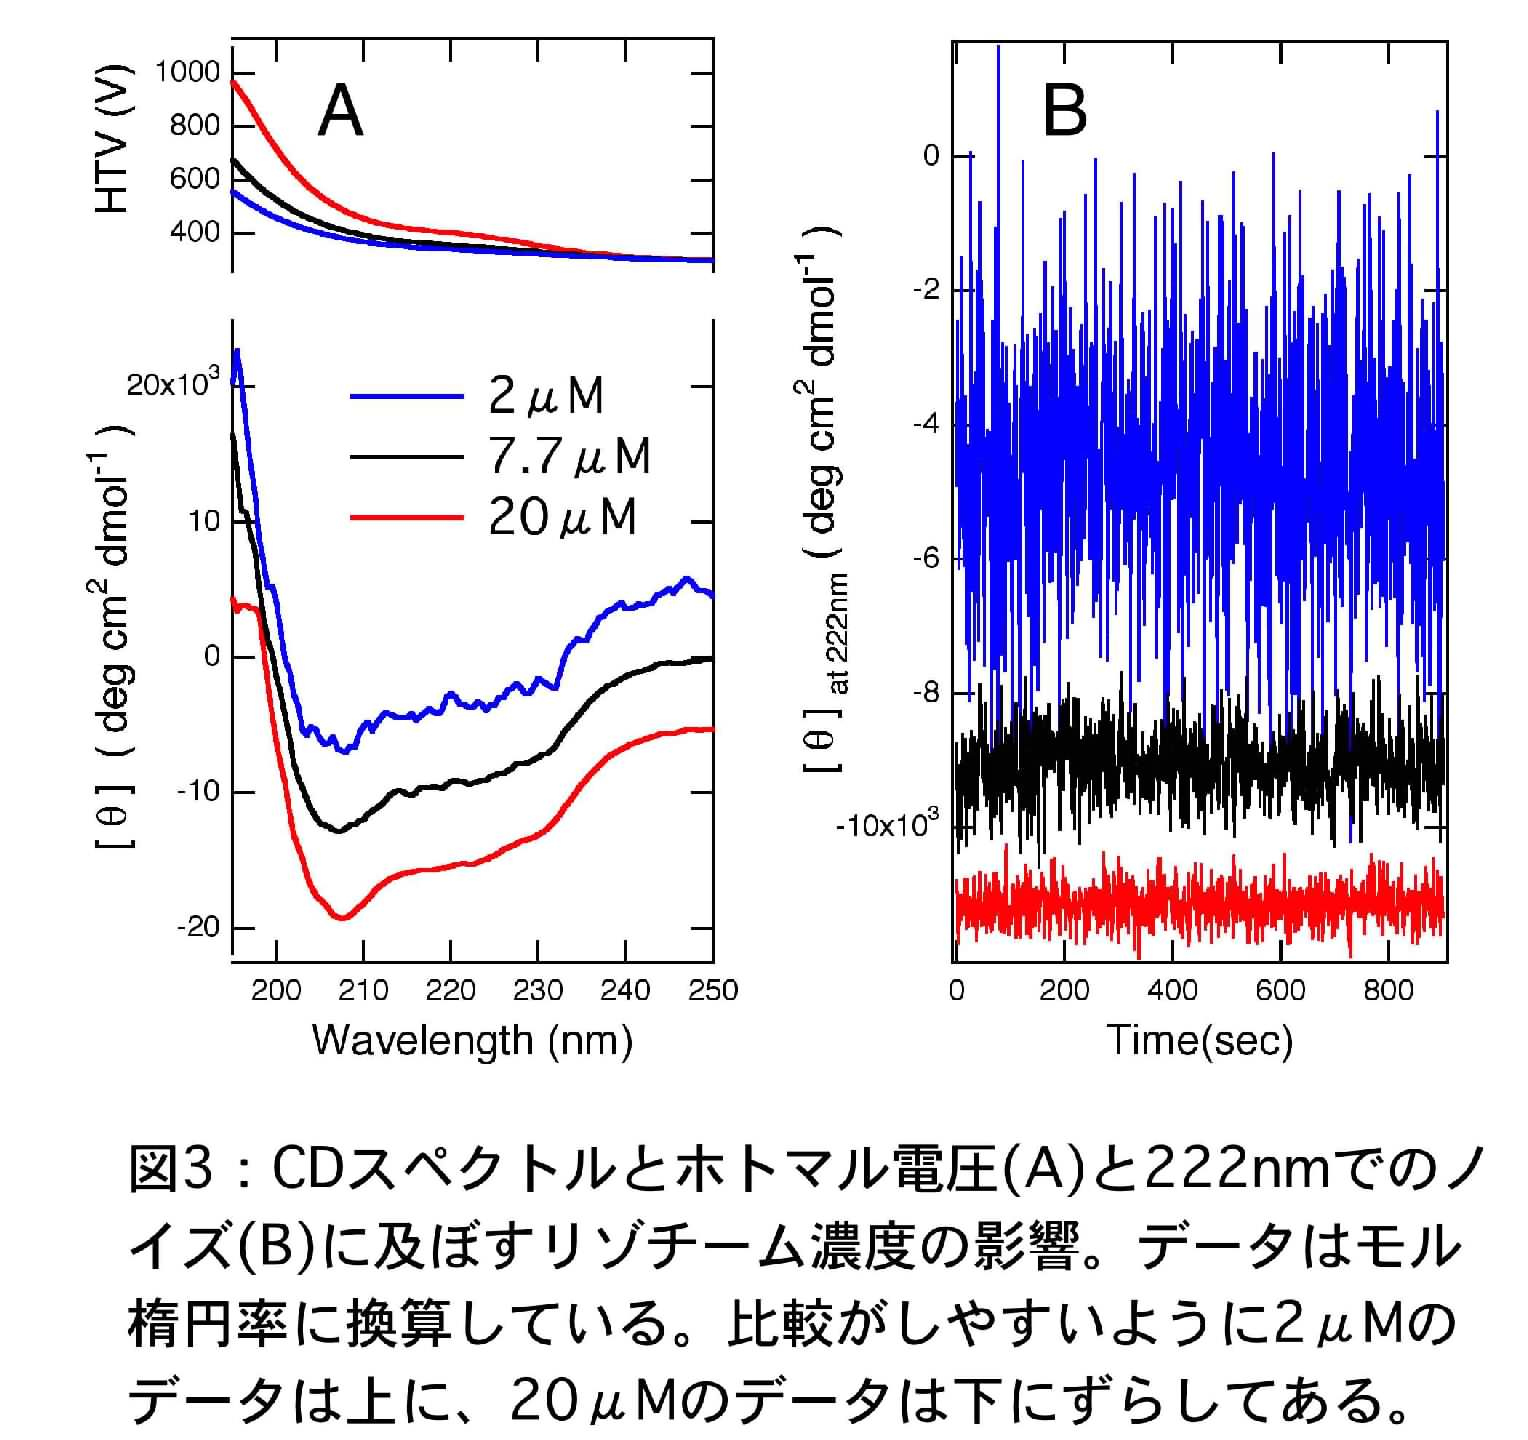 A
HTV (V)
1000
800
600
400
2μM
7.7μM
20μM
[θ] ( deg cm² dmol⁻¹ )
20x10³
10
0
-10
-20
200 210 220 230 240 250
Wavelength (nm)
B
[θ] at 222nm ( deg cm² dmol⁻¹ )
0
-2
-4
-6
-8
-10x10³
0 200 400 600 800
Time(sec)
図3：CDスペクトルとホトマル電圧(A)と222nmでのノ
イズ(B)に及ぼすリゾチーム濃度の影響。データはモル
楕円率に換算している。比較がしやすいように2μMの
データは上に、20μMのデータは下にずらしてある。